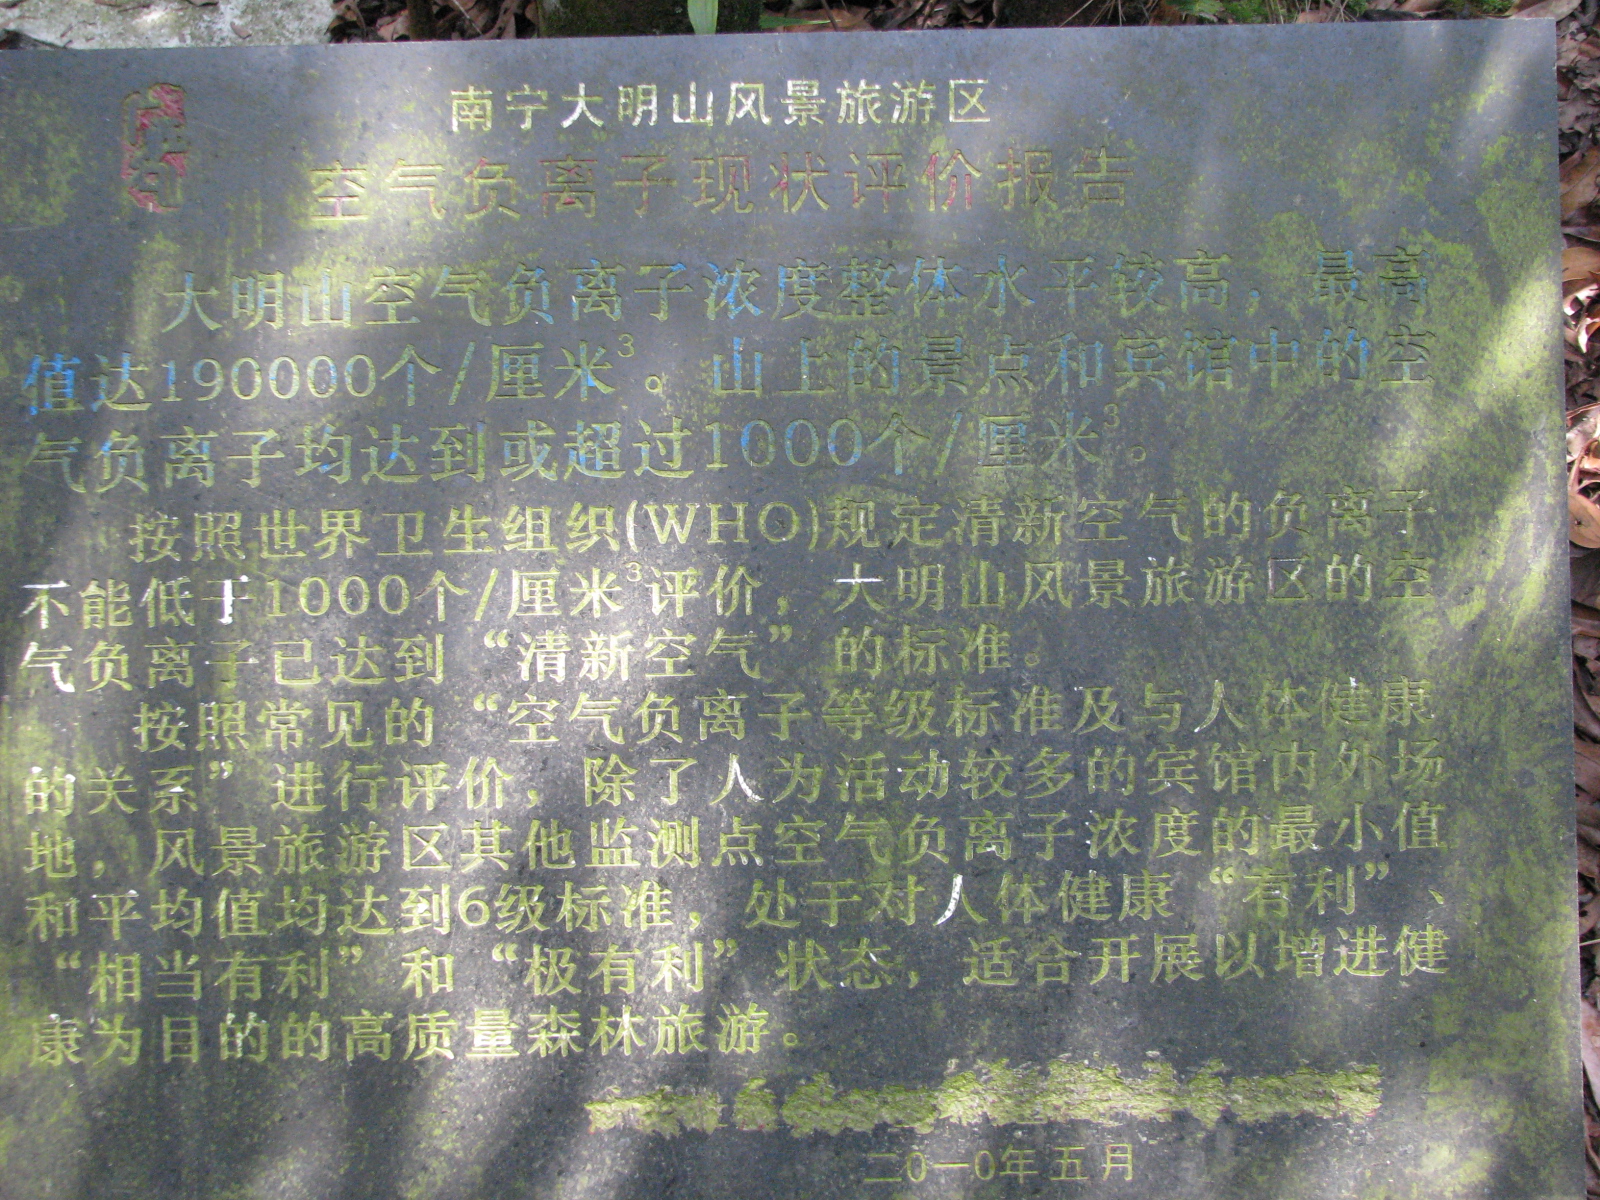 南宁大明山风景旅游区
空气负离子现状评价报告
大明山空气负离子浓度整体水平较高，最高
值达190000个/厘米³。山上的景点和宾馆中的空
气负离子均达到或超过1000个/厘米³。
按照世界卫生组织(WHO)规定清新空气的负离子
不能低于1000个/厘米³评价，大明山风景旅游区的空
气负离子已达到“清新空气”的标准。
按照常见的“空气负离子等级标准及与人体健康
的关系”进行评价，除了人为活动较多的宾馆内外场
地，风景旅游区其他监测点空气负离子浓度的最小值
和平均值均达到6级标准，处于对人体健康“有利”、
“相当有利”和“极有利”状态，适合开展以增进健
康为目的的高质量森林旅游。
二0一0年五月